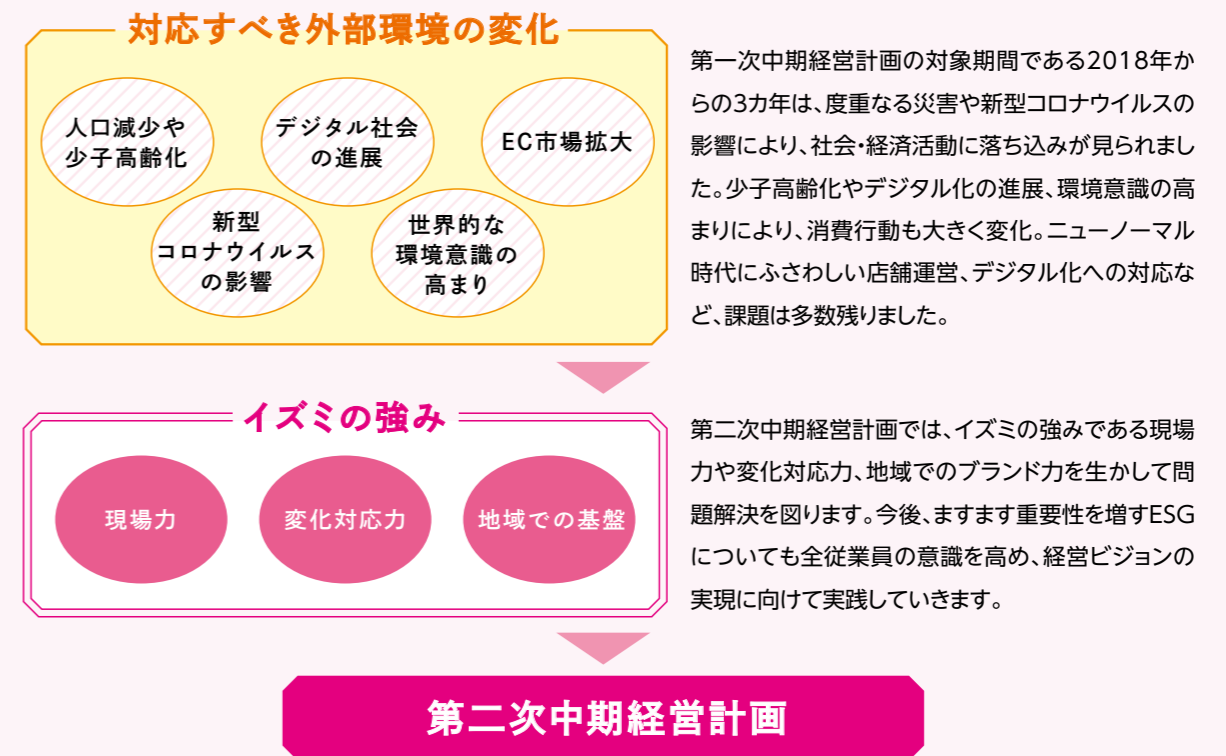 対応すべき外部環境の変化
人口減少や
少子高齢化
デジタル社会
の進展
EC市場拡大
新型
コロナウイルス
の影響
世界的な
環境意識の
高まり
第一次中期経営計画の対象期間である2018年か
らの3カ年は、度重なる災害や新型コロナウイルスの
影響により、社会・経済活動に落ち込みが見られまし
た。少子高齢化やデジタル化の進展、環境意識の高
まりにより、消費行動も大きく変化。ニューノーマル
時代にふさわしい店舗運営、デジタル化への対応な
ど、課題は多数残りました。
イズミの強み
現場力
変化対応力
地域での基盤
第二次中期経営計画では、イズミの強みである現場
力や変化対応力、地域でのブランド力を生かして問
題解決を図ります。今後、ますます重要性を増すESG
についても全従業員の意識を高め、経営ビジョンの
実現に向けて実践していきます。
第二次中期経営計画